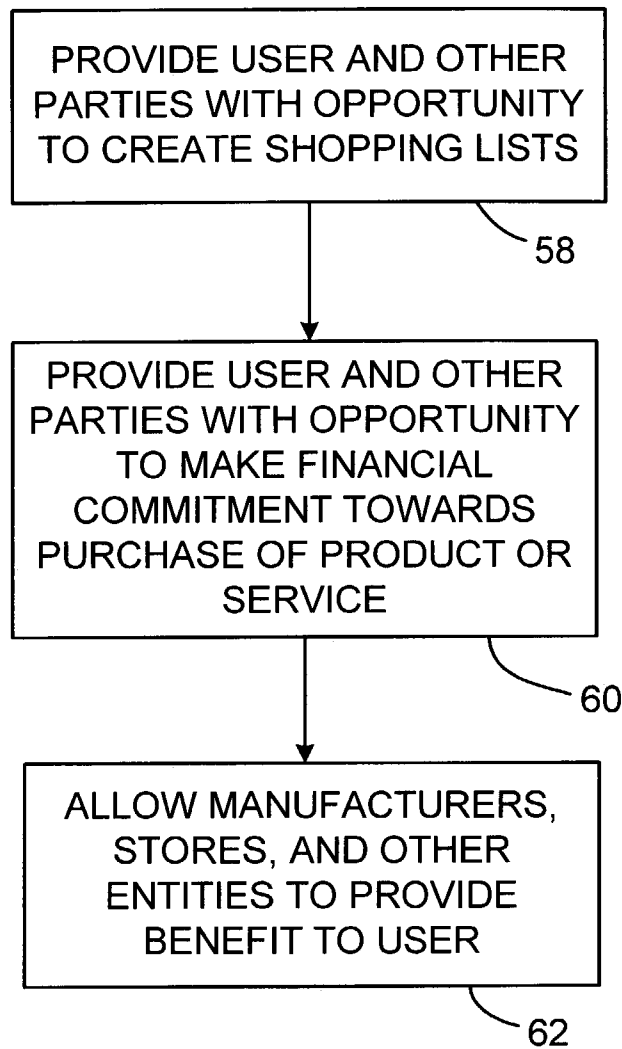 PROVIDE USER AND OTHER
PARTIES WITH OPPORTUNITY
TO CREATE SHOPPING LISTS
58
PROVIDE USER AND OTHER
PARTIES WITH OPPORTUNITY
TO MAKE FINANCIAL
COMMITMENT TOWARDS
PURCHASE OF PRODUCT OR
SERVICE
60
ALLOW MANUFACTURERS,
STORES, AND OTHER
ENTITIES TO PROVIDE
BENEFIT TO USER
62